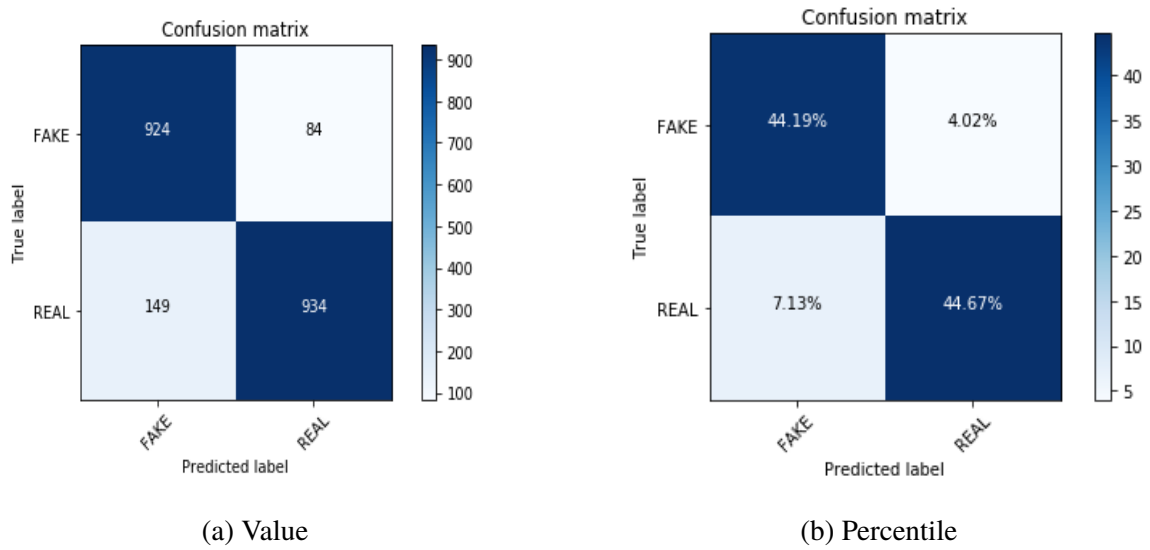 Confusion matrix
FAKE
REAL
True label
924
84
149
934
FAKE
REAL
Predicted label
900
800
700
600
500
400
300
200
100
(a) Value
Confusion matrix
FAKE
REAL
True label
44.19%
4.02%
7.13%
44.67%
FAKE
REAL
Predicted label
40
35
30
25
20
15
10
5
(b) Percentile